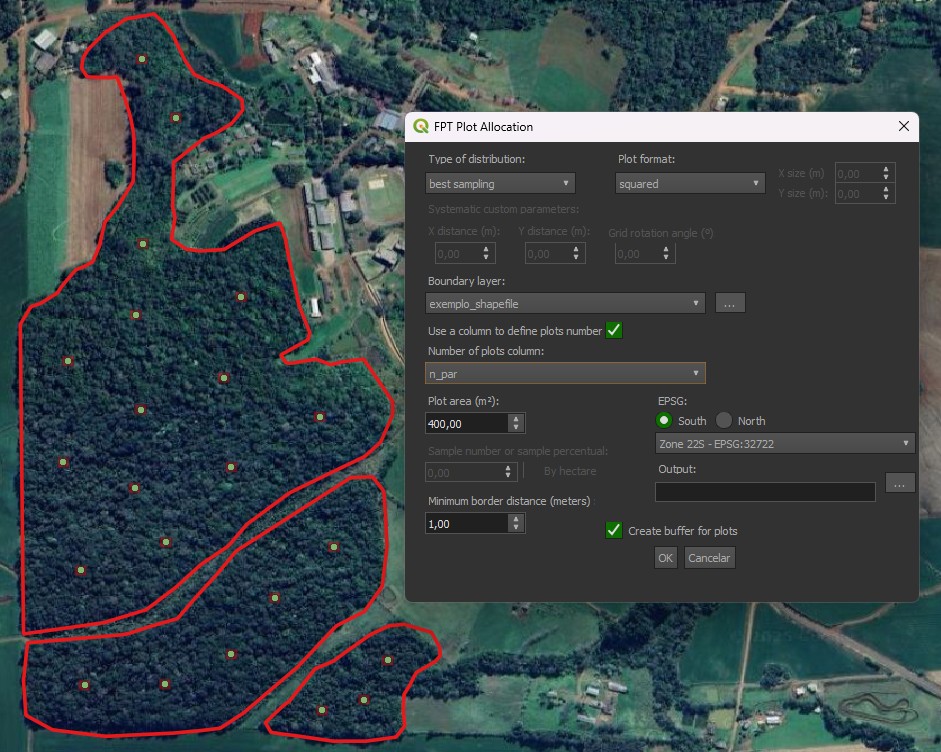 FPT Plot Allocation
Type of distribution:
Plot format:
best sampling
squared
X size (m)
0,00
Y size (m):
0,00
Systematic custom parameters:
X distance (m):
Y distance (m):
Grid rotation angle (º)
0,00
0,00
0,00
Boundary layer:
exemplo_shapefile
...
Use a column to define plots number
Number of plots column:
n_par
Plot area (m²):
400,00
EPSG:
South
North
Zone 22S - EPSG:32722
Sample number or sample percentual:
0,00
By hectare
Output:
...
Minimum border distance (meters) :
1,00
Create buffer for plots
OK
Cancelar